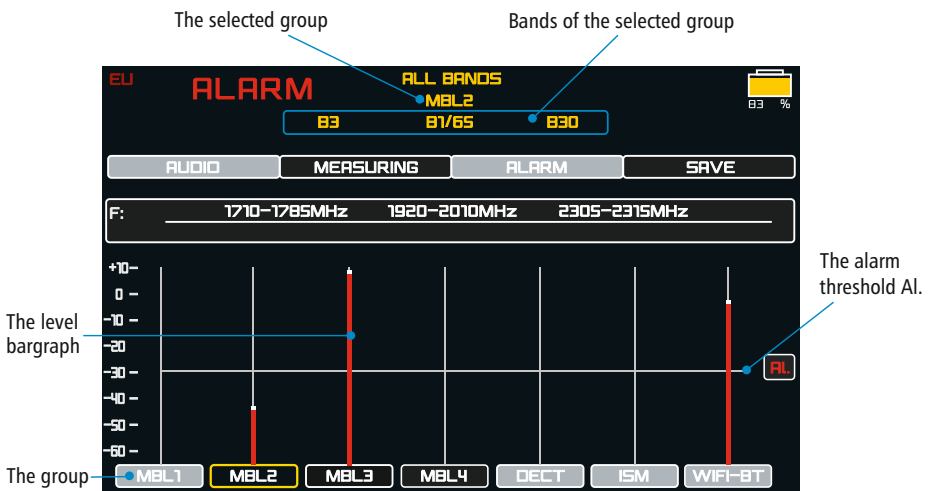 The selected group
Bands of the selected group
EU
ALARM
ALL BANDS
MBL2
B3 B1/65 B30
83 %
AUDIO MEASURING ALARM SAVE
F: 1710-1785MHz 1920-2010MHz 2305-2315MHz
+10-
0 -
-10 -
-20
-30 -
-40 -
-50 -
-60 -
The alarm
threshold Al.
Al.
The level
bargraph
The group
MBL1 MBL2 MBL3 MBL4 DECT ISM WIFI-BT